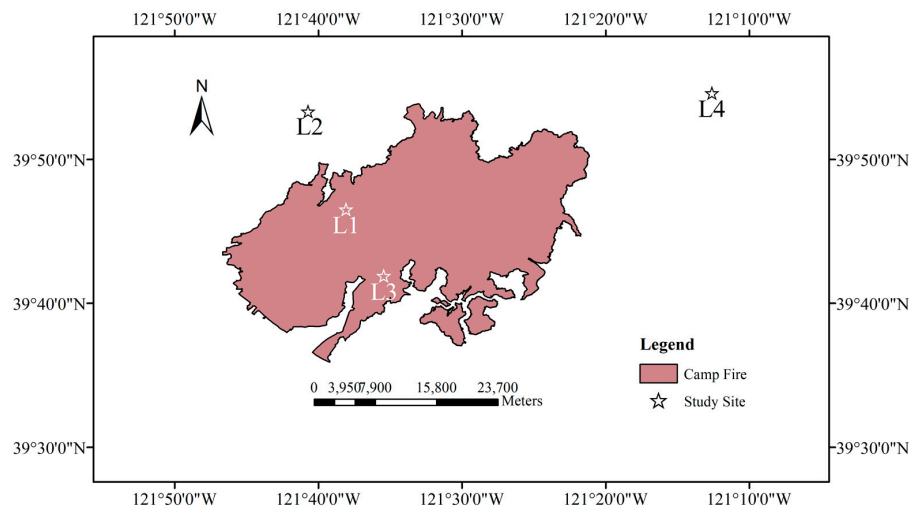 121°50'0"W 121°40'0"W 121°30'0"W 121°20'0"W 121°10'0"W
N
L4
L2
39°50'0"N 39°50'0"N
L1
L3
39°40'0"N 39°40'0"N
Legend
Camp Fire
0 3,950 7,900 15,800 23,700
Meters
Study Site
39°30'0"N 39°30'0"N
121°50'0"W 121°40'0"W 121°30'0"W 121°20'0"W 121°10'0"W